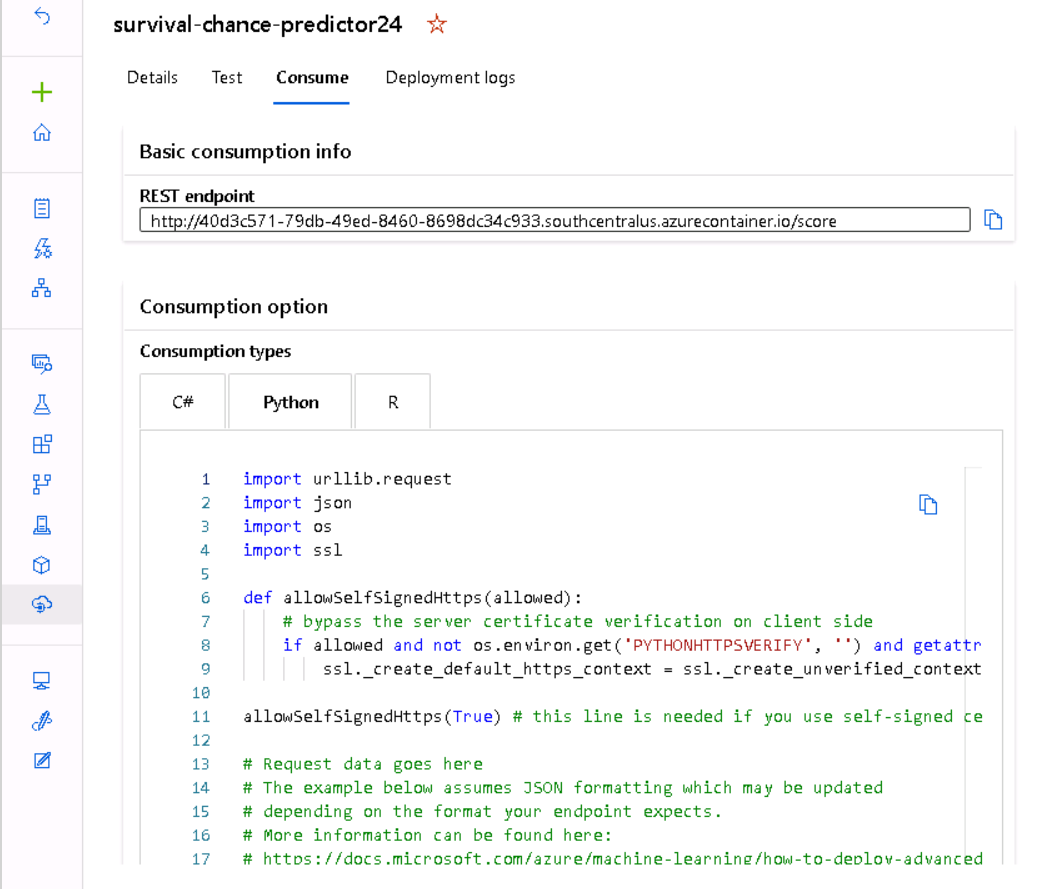 survival-chance-predictor24
Details Test Consume Deployment logs
Basic consumption info
REST endpoint
http://40d3c571-79db-49ed-8460-8698dc34c933.southcentralus.azurecontainer.io/score
Consumption option
Consumption types
C# Python R
1 import urllib.request
2 import json
3 import os
4 import ssl
5
6 def allowSelfSignedHttps(allowed):
7 # bypass the server certificate verification on client side
8 if allowed and not os.environ.get('PYTHONHTTPSVERIFY', '') and getattr
9 ssl._create_default_https_context = ssl._create_unverified_context
10
11 allowSelfSignedHttps(True) # this line is needed if you use self-signed ce
12
13 # Request data goes here
14 # The example below assumes JSON formatting which may be updated
15 # depending on the format your endpoint expects.
16 # More information can be found here:
17 # https://docs.microsoft.com/azure/machine-learning/how-to-deploy-advanced